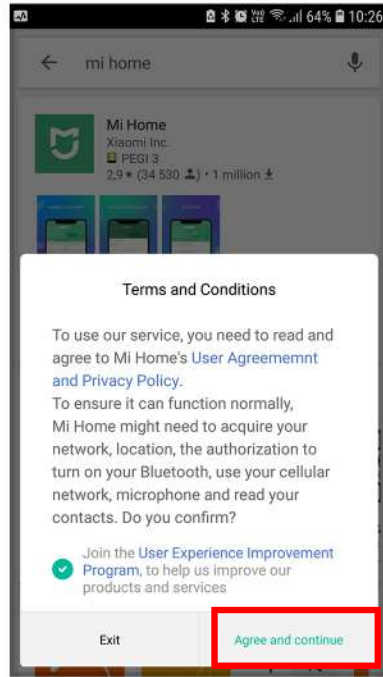 VoO LTE 64% 10:26
mi home
Mi Home
Xiaomi Inc.
PEGI 3
2,9 ★ (34 530) • 1 million
Terms and Conditions
To use our service, you need to read and
agree to Mi Home's User Agreememnt
and Privacy Policy.
To ensure it can function normally,
Mi Home might need to acquire your
network, location, the authorization to
turn on your Bluetooth, use your cellular
network, microphone and read your
contacts. Do you confirm?
Join the User Experience Improvement
Program, to help us improve our
products and services
Exit Agree and continue